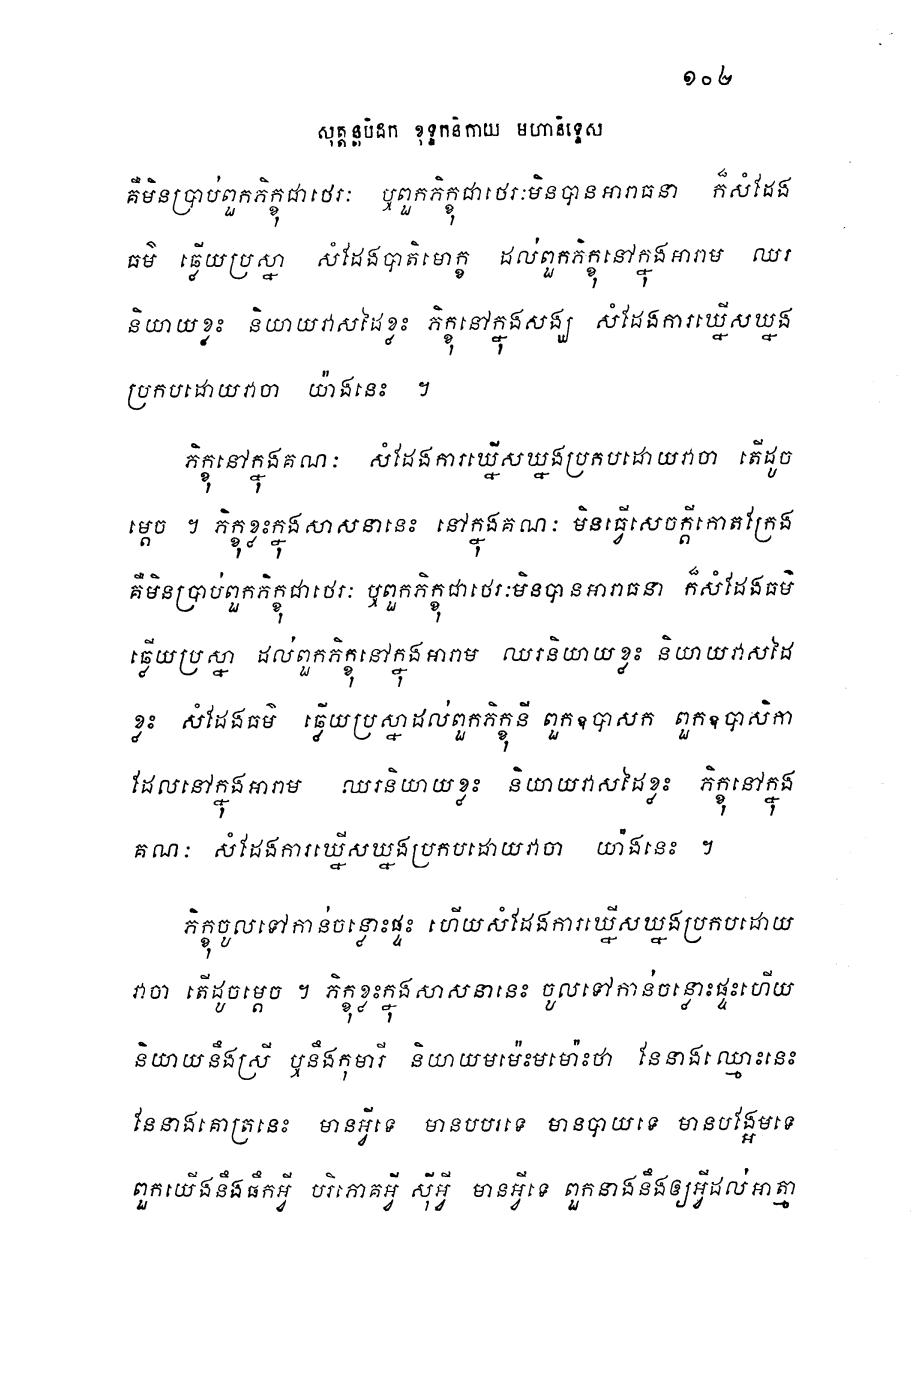 ១០៤
សុត្តន្តបិដក ខុទ្ទកនិកាយ មហានិទ្ទេស
គឺមិនប្រាប់ពួកភិក្ខុជាថេរៈ ឬពួកភិក្ខុជាថេរៈមិនបានអារាធនា ក៏សំដែង
ធម៌ ឆ្លើយប្រស្នា សំដែងបាតិមោក្ខ ដល់ពួកភិក្ខុនៅក្នុងអារាម ឈរ
និយាយខ្លះ និយាយរាសដៃខ្លះ ភិក្ខុនៅក្នុងសង្ឃ សំដែងការឃ្នើសឃ្នង
ប្រកបដោយវាចា យ៉ាងនេះ ។
ភិក្ខុនៅក្នុងគណៈ សំដែងការឃ្នើសឃ្នងប្រកបដោយវាចា តើដូច
ម្តេច ។ ភិក្ខុខ្លះក្នុងសាសនានេះ នៅក្នុងគណៈ មិនធ្វើសេចក្តីកោតក្រែង
គឺមិនប្រាប់ពួកភិក្ខុជាថេរៈ ឬពួកភិក្ខុជាថេរៈមិនបានអារាធនា ក៏សំដែងធម៌
ឆ្លើយប្រស្នា ដល់ពួកភិក្ខុនៅក្នុងអារាម ឈរនិយាយខ្លះ និយាយរាសដៃ
ខ្លះ សំដែងធម៌ ឆ្លើយប្រស្នាដល់ពួកភិក្ខុនី ពួកឧបាសក ពួកឧបាសិកា
ដែលនៅក្នុងអារាម ឈរនិយាយខ្លះ និយាយរាសដៃខ្លះ ភិក្ខុនៅក្នុង
គណៈ សំដែងការឃ្នើសឃ្នងប្រកបដោយវាចា យ៉ាងនេះ ។
ភិក្ខុចូលទៅកាន់ចន្លោះផ្ទះ ហើយសំដែងការឃ្នើសឃ្នងប្រកបដោយ
វាចា តើដូចម្តេច ។ ភិក្ខុខ្លះក្នុងសាសនានេះ ចូលទៅកាន់ចន្លោះផ្ទះហើយ
និយាយនឹងស្រី ឬនឹងកុមារី និយាយមម៉េះមម៉ោះថា នែនាងឈ្មោះនេះ
នែនាងគោត្រនេះ មានអ្វីទេ មានបបរទេ មានបាយទេ មានបង្អែមទេ
ពួកយើងនឹងផឹកអ្វី បរិភោគអ្វី ស៊ីអ្វី មានអ្វីទេ ពួកនាងនឹងឲ្យអ្វីដល់អាត្មា